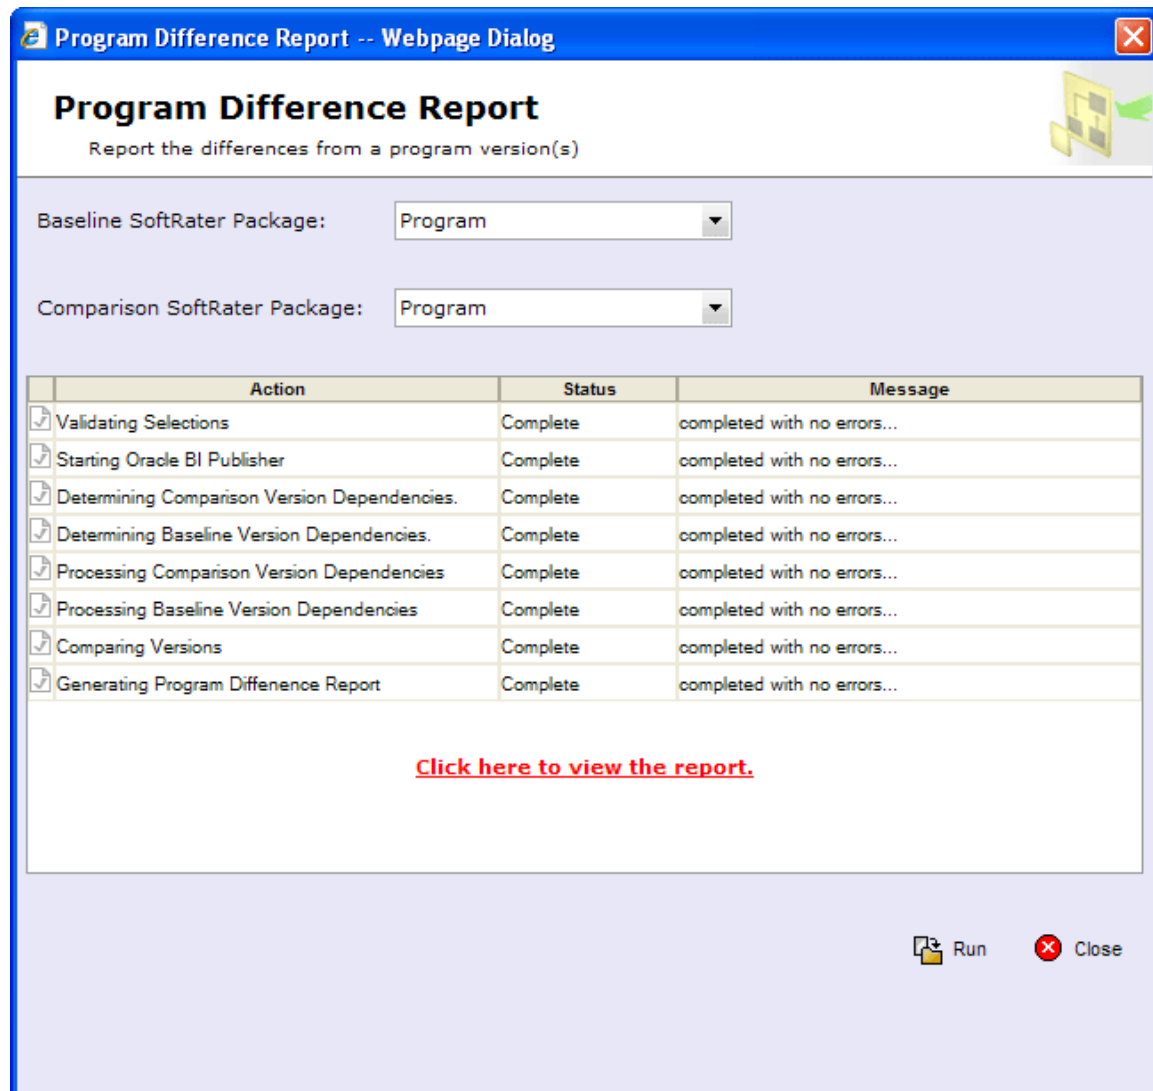 Program Difference Report -- Webpage Dialog
Program Difference Report
Report the differences from a program version(s)
Baseline SoftRater Package: Program
Comparison SoftRater Package: Program
Action Status Message
Validating Selections Complete completed with no errors...
Starting Oracle BI Publisher Complete completed with no errors...
Determining Comparison Version Dependencies. Complete completed with no errors...
Determining Baseline Version Dependencies. Complete completed with no errors...
Processing Comparison Version Dependencies Complete completed with no errors...
Processing Baseline Version Dependencies Complete completed with no errors...
Comparing Versions Complete completed with no errors...
Generating Program Diffenence Report Complete completed with no errors...
Click here to view the report.
Run Close